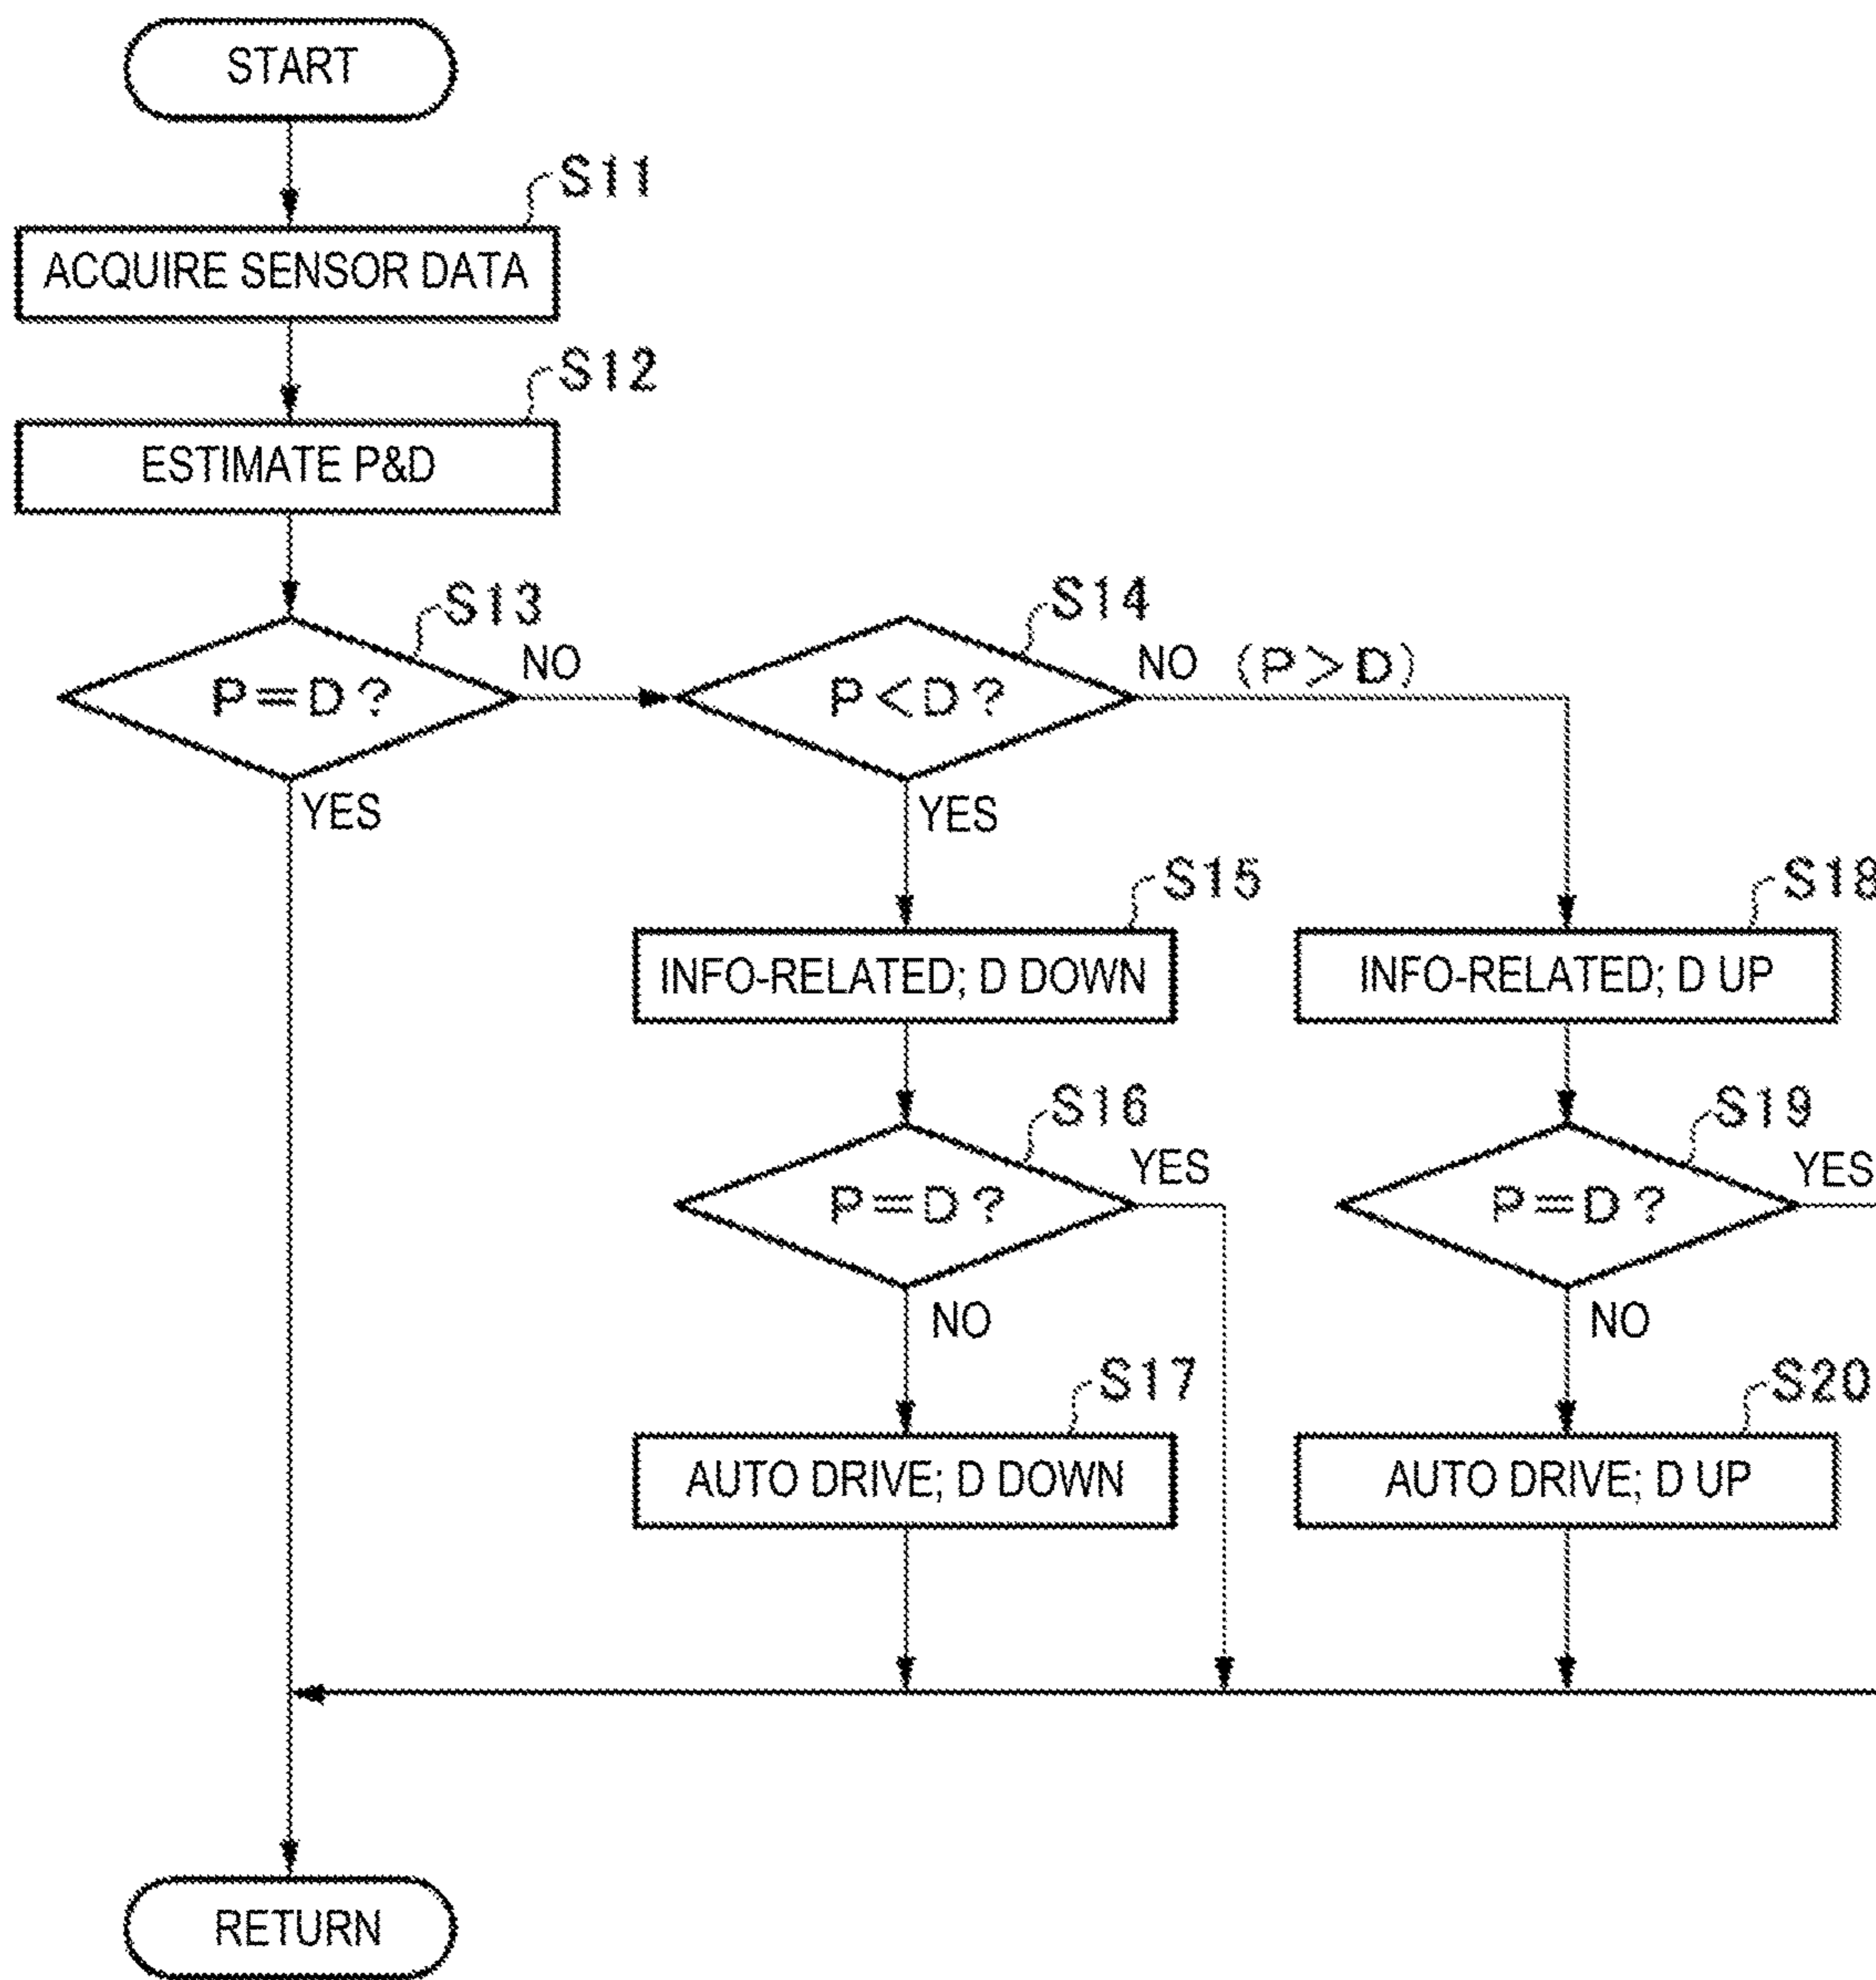 START
S11
ACQUIRE SENSOR DATA
S12
ESTIMATE P&D
S13
P=D?
NO
YES
S14
P<D?
NO (P>D)
YES
S15
INFO-RELATED; D DOWN
S16
P=D?
YES
NO
S17
AUTO DRIVE; D DOWN
S18
INFO-RELATED; D UP
S19
P=D?
YES
NO
S20
AUTO DRIVE; D UP
RETURN